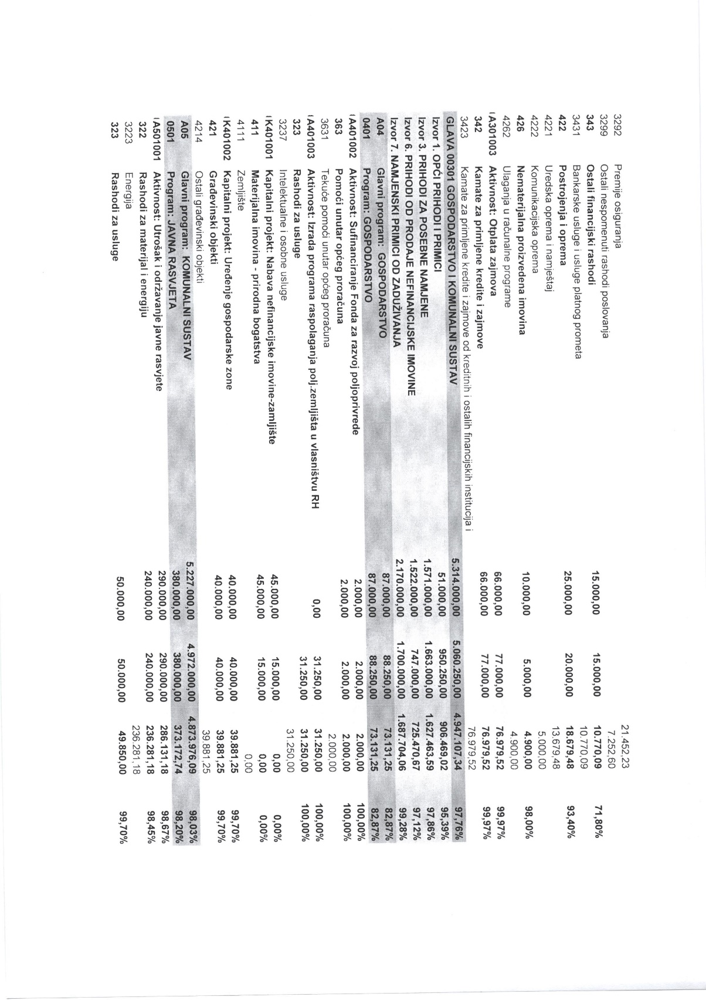 3292 Premije osiguranja 21.452,23
3299 Ostali nespomenuti rashodi poslovanja 7.252,60
343 Ostali financijski rashodi 15.000,00 15.000,00 10.770,09 71,80%
3431 Bankarske usluge i usluge platnog prometa 10.770,09
422 Postrojenja i oprema 25.000,00 20.000,00 18.679,48 93,40%
4221 Uredska oprema i namještaj 13.679,48
4222 Komunikacijska oprema 5.000,00
426 Nematerijalna proizvedena imovina 10.000,00 5.000,00 4.900,00 98,00%
4262 Ulaganja u računalne programe 4.900,00
A301003 Aktivnost: Otplata zajmova 66.000,00 77.000,00 76.979,52 99,97%
342 Kamate za primljene kredite i zajmove 66.000,00 77.000,00 76.979,52 99,97%
3423 Kamate za primljene kredite i zajmove od kreditnih i ostalih financijskih institucija i 76.979,52
GLAVA 00301 GOSPODARSTVO I KOMUNALNI SUSTAV 5.314.000,00 5.060.250,00 4.947.107,34 97,76%
Izvor 1. OPĆI PRIHODI I PRIMICI 51.000,00 950.250,00 906.469,02 95,39%
Izvor 3. PRIHODI ZA POSEBNE NAMJENE 1.571.000,00 1.663.000,00 1.627.463,59 97,86%
Izvor 6. PRIHODI OD PRODAJE NEFINANCIJSKE IMOVINE 1.522.000,00 747.000,00 725.470,67 97,12%
Izvor 7. NAMJENSKI PRIMICI OD ZADUŽIVANJA 2.170.000,00 1.700.000,00 1.687.704,06 99,28%
A04 Glavni program: GOSPODARSTVO 87.000,00 88.250,00 73.131,25 82,87%
0401 Program: GOSPODARSTVO 87.000,00 88.250,00 73.131,25 82,87%
A401002 Aktivnost: Sufinanciranje Fonda za razvoj poljoprivrede 2.000,00 2.000,00 2.000,00 100,00%
363 Pomoći unutar općeg proračuna 2.000,00 2.000,00 2.000,00 100,00%
3631 Tekuće pomoći unutar općeg proračuna 2.000,00
A401003 Aktivnost: Izrada programa raspolaganja polj.zemljišta u vlasništvu RH 0,00 31.250,00 31.250,00 100,00%
323 Rashodi za usluge 31.250,00 31.250,00 100,00%
3237 Intelektualne i osobne usluge 31.250,00
K401001 Kapitalni projekt: Nabava nefinancijske imovine-zamljište 45.000,00 15.000,00 0,00 0,00%
411 Materijalna imovina - prirodna bogatstva 45.000,00 15.000,00 0,00 0,00%
4111 Zemljište 0,00
K401002 Kapitalni projekt: Uređenje gospodarske zone 40.000,00 40.000,00 39.881,25 99,70%
421 Građevinski objekti 40.000,00 40.000,00 39.881,25 99,70%
4214 Ostali građevinski objekti 39.881,25
A05 Glavni program: KOMUNALNI SUSTAV 5.227.000,00 4.972.000,00 4.873.976,09 98,03%
0501 Program: JAVNA RASVJETA 380.000,00 380.000,00 373.172,74 98,20%
A501001 Aktivnost: Utrošak i održavanje javne rasvjete 290.000,00 290.000,00 286.131,18 98,67%
322 Rashodi za materijal i energiju 240.000,00 240.000,00 236.281,18 98,45%
3223 Energija 236.281,18
323 Rashodi za usluge 50.000,00 50.000,00 49.850,00 99,70%